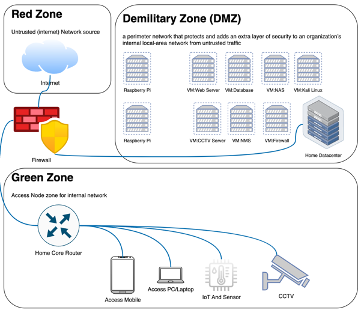 Red Zone
Untrusted (internet) Network source
Internet
Firewall
Demilitary Zone (DMZ)
a perimeter network that protects and adds an extra layer of security to an organization's
internal local-area network from untrusted traffic
Raspberry Pi
VM:Web Server
VM:Database
VM:NAS
VM:Kali Linux
Raspberry Pi
VM:CCTV Server
VM:NMS
VM:Firewall
Home Datacenter
Green Zone
Access Node zone for internal network
Home Core Router
Access Mobile
Access PC/Laptop
IoT And Sensor
CCTV